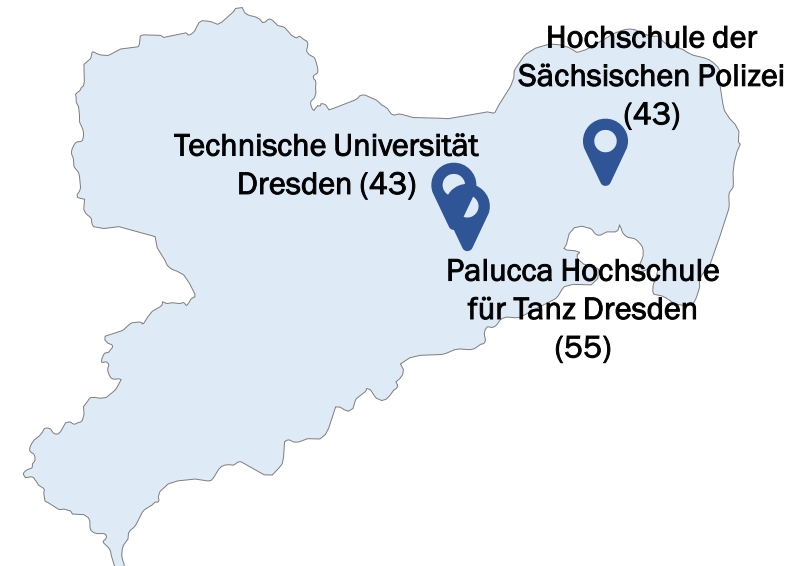 Hochschule der
Sächsischen Polizei
(43)
Technische Universität
Dresden (43)
Palucca Hochschule
für Tanz Dresden
(55)